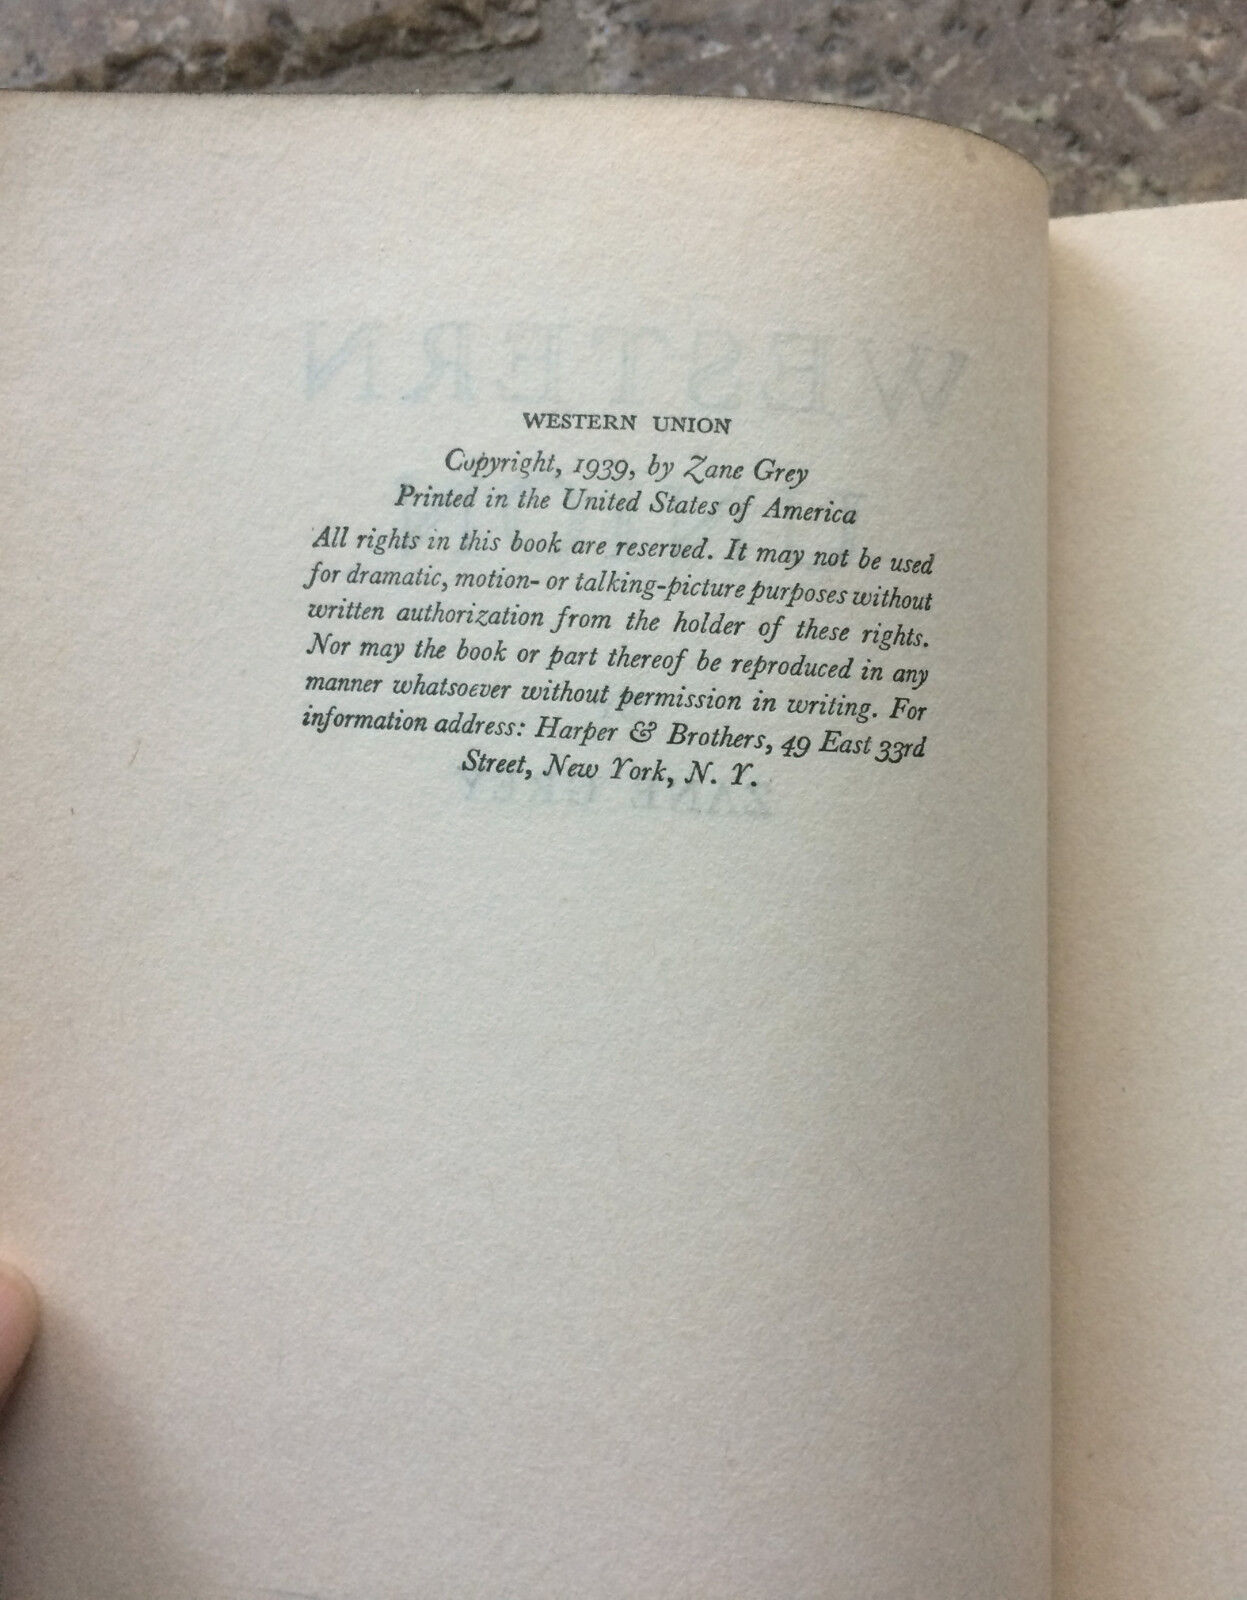 WESTERN UNION
Copyright, 1939, by Zane Grey
Printed in the United States of America
All rights in this book are reserved. It may not be used
for dramatic, motion- or talking-picture purposes without
written authorization from the holder of these rights.
Nor may the book or part thereof be reproduced in any
manner whatsoever without permission in writing. For
information address: Harper & Brothers, 49 East 33rd
Street, New York, N. Y.
WESTERN
ZANE GREY